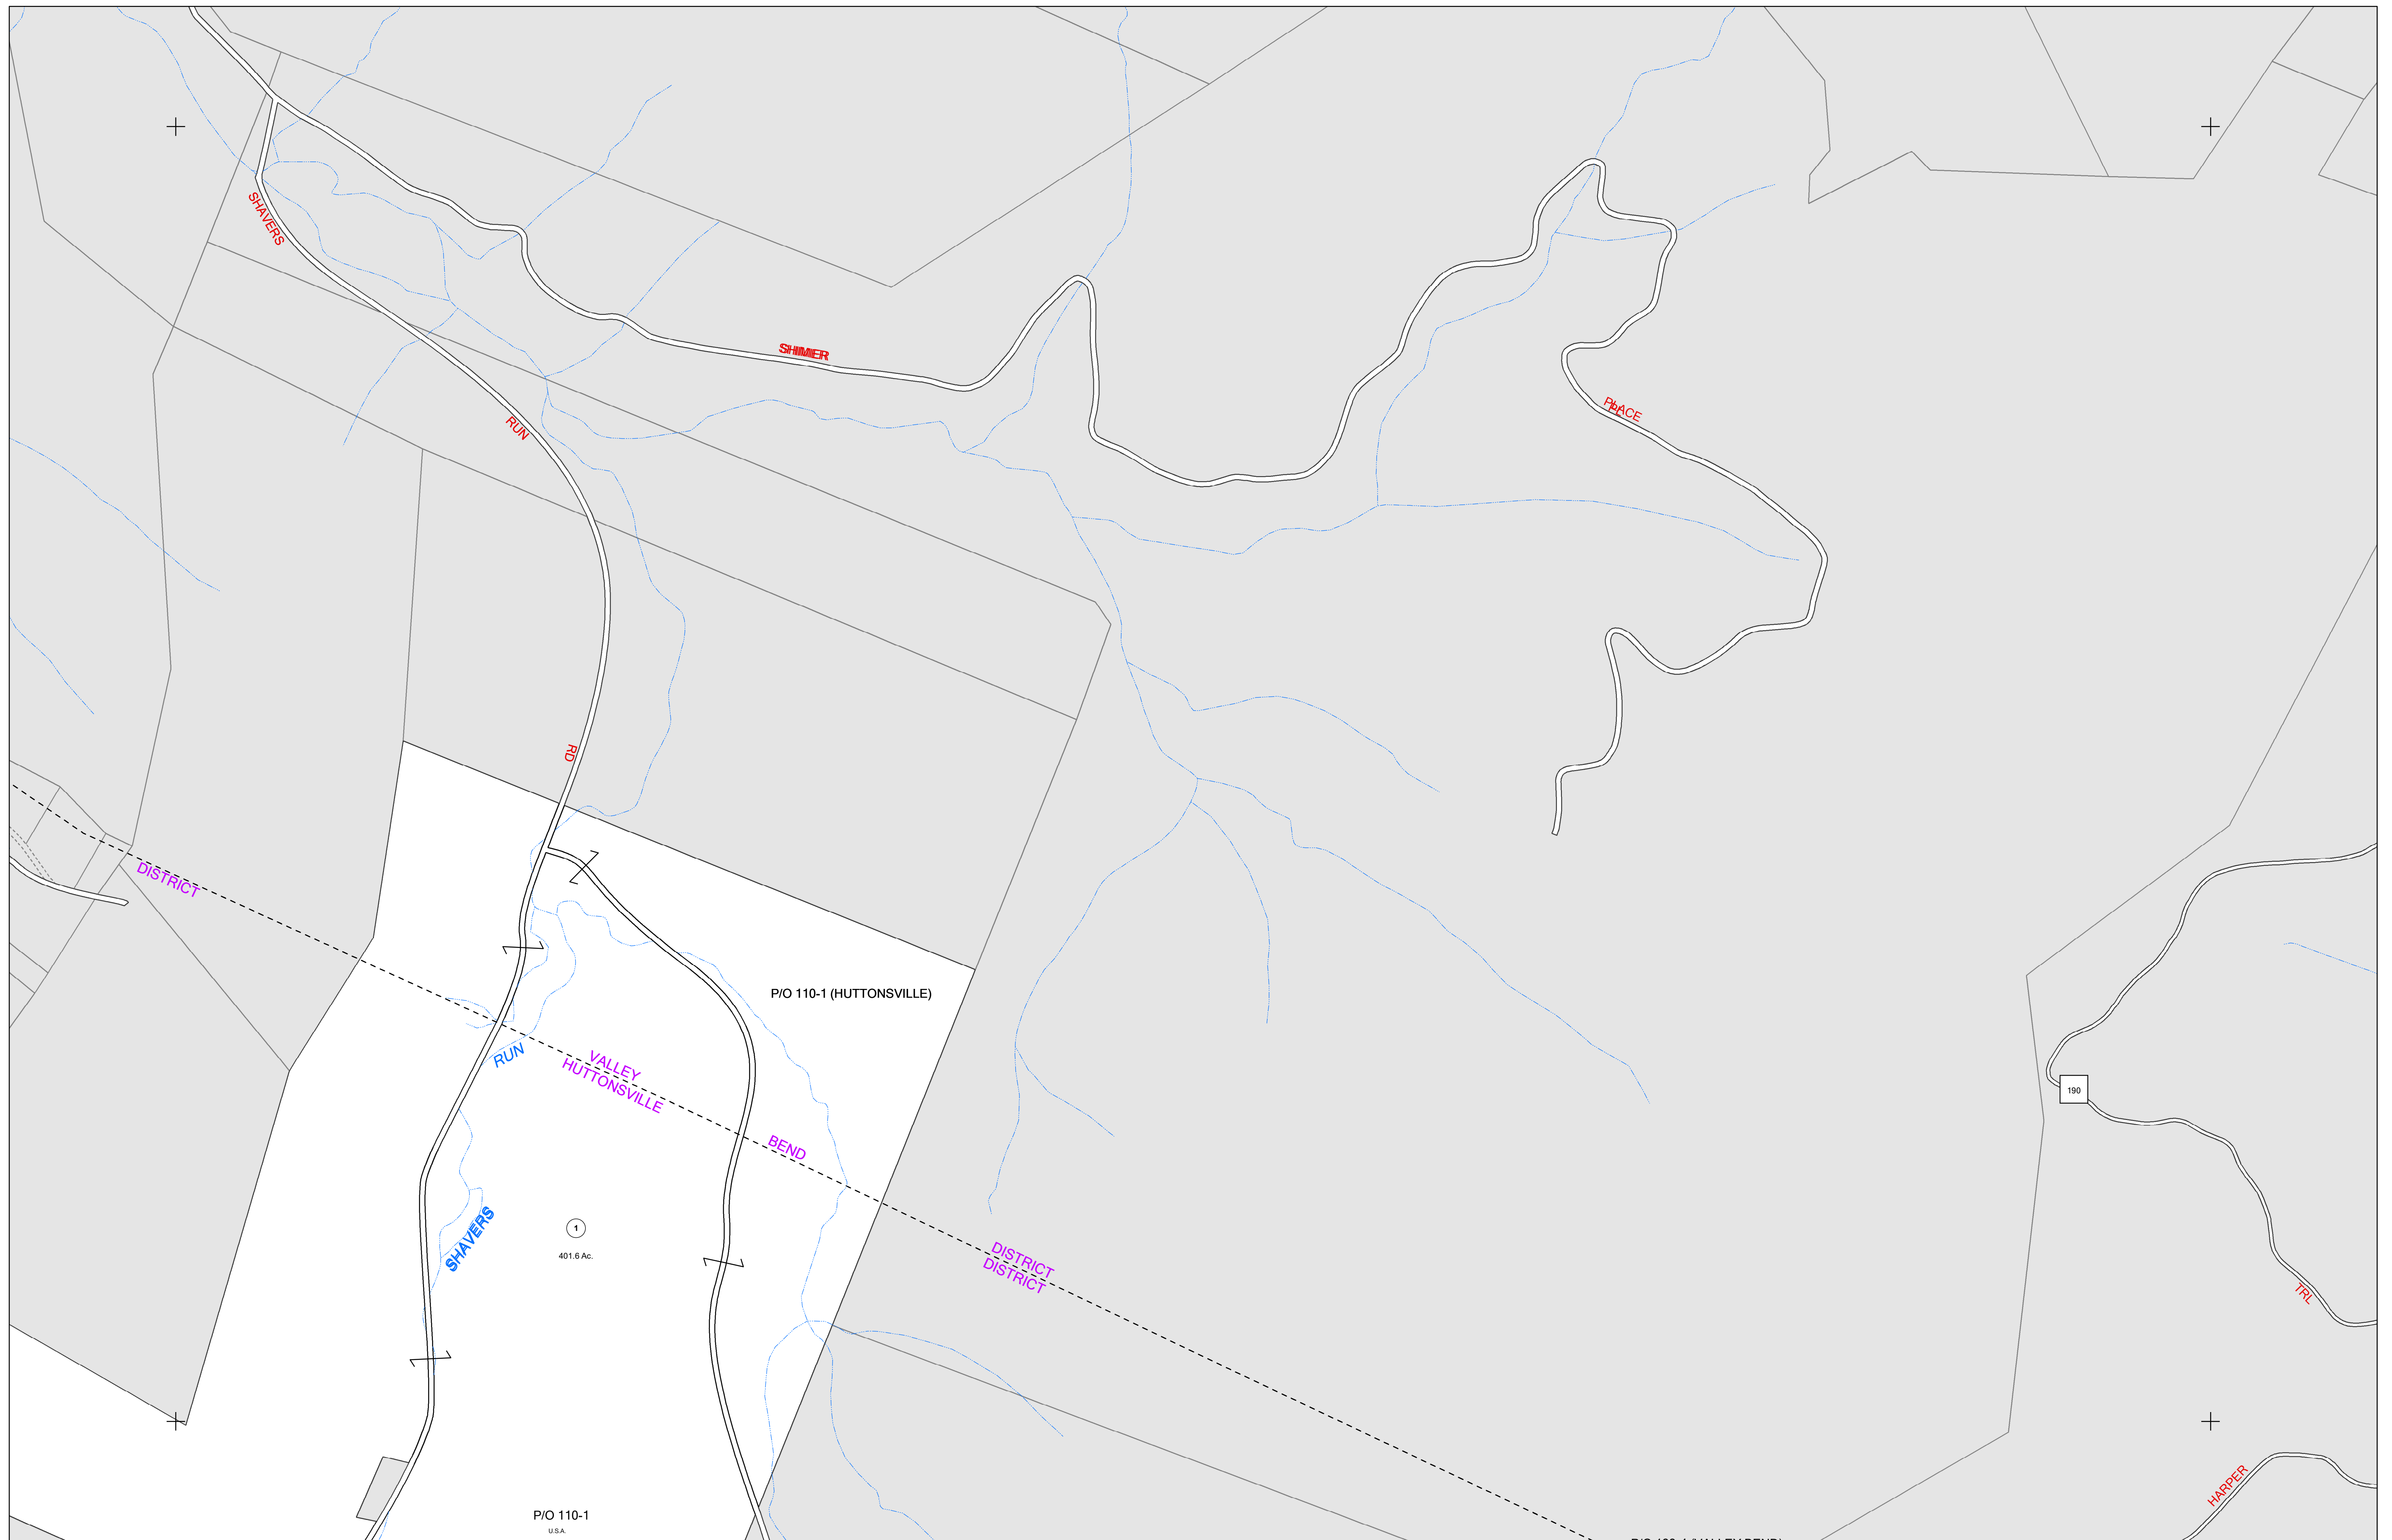 SHAVERS
SHIMER
PLACE
RUN
RD
DISTRICT
P/O 110-1 (HUTTONSVILLE)
RUN
VALLEY
HUTTONSVILLE
190
BEND
SHAVERS
1
401.6 Ac.
DISTRICT
DISTRICT
TRL
HARPER
P/O 110-1
U.S.A.